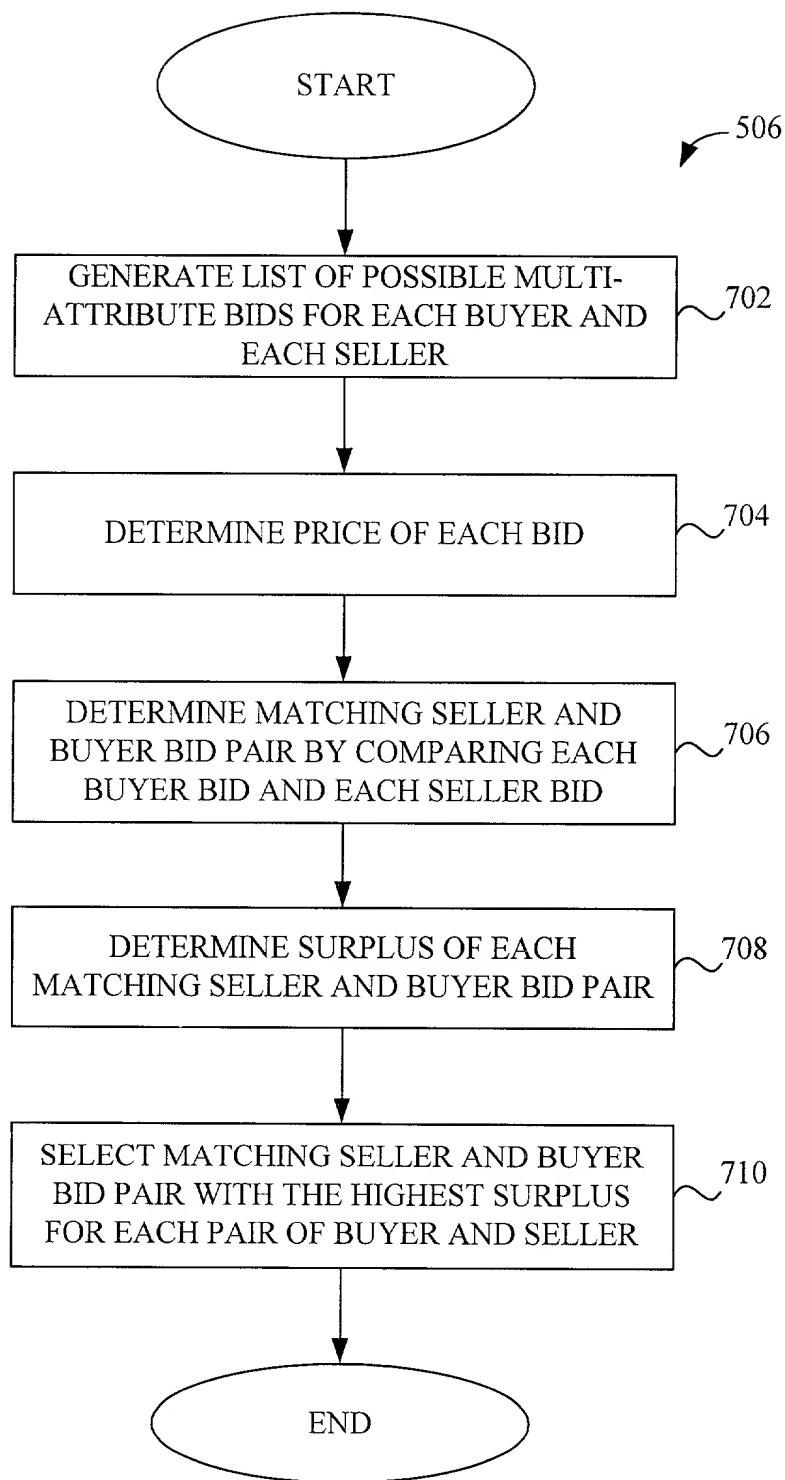 START
506
GENERATE LIST OF POSSIBLE MULTI-
ATTRIBUTE BIDS FOR EACH BUYER AND
EACH SELLER
702
DETERMINE PRICE OF EACH BID
704
DETERMINE MATCHING SELLER AND
BUYER BID PAIR BY COMPARING EACH
BUYER BID AND EACH SELLER BID
706
DETERMINE SURPLUS OF EACH
MATCHING SELLER AND BUYER BID PAIR
708
SELECT MATCHING SELLER AND BUYER
BID PAIR WITH THE HIGHEST SURPLUS
FOR EACH PAIR OF BUYER AND SELLER
710
END